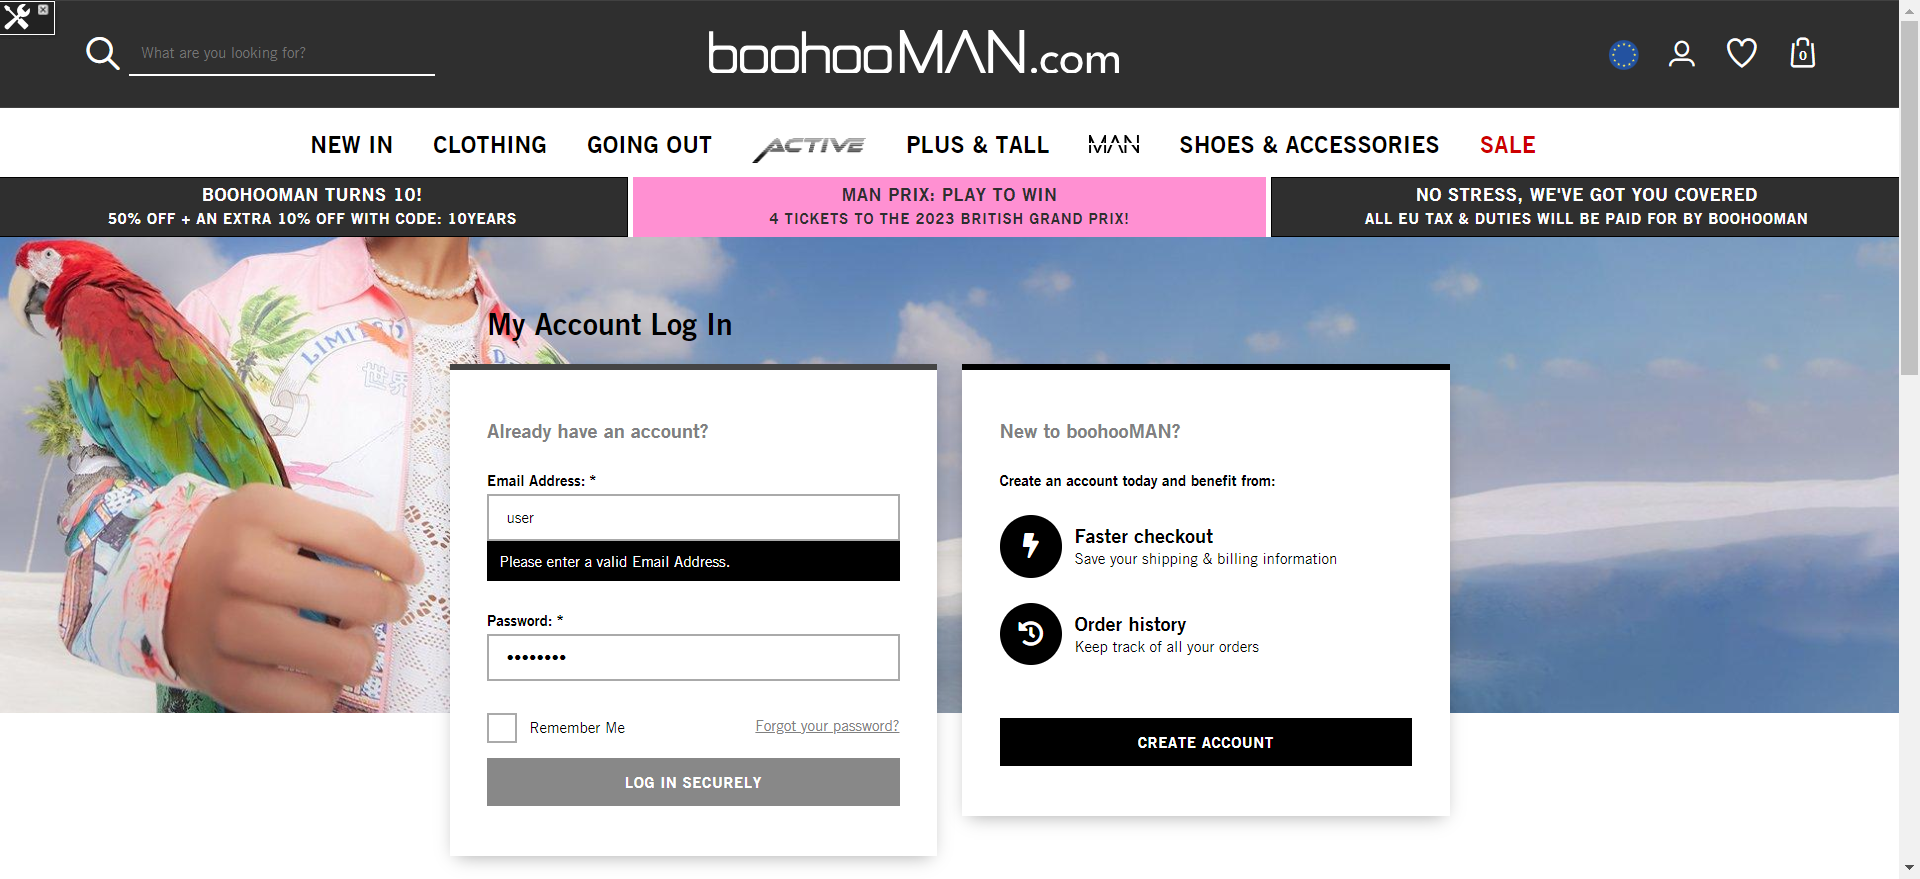 What are you looking for?
boohooMAN.com
0
NEW IN
CLOTHING
GOING OUT
ACTIVE
PLUS & TALL
MAN
SHOES & ACCESSORIES
SALE
BOOHOOMAN TURNS 10!
50% OFF + AN EXTRA 10% OFF WITH CODE: 10YEARS
MAN PRIX: PLAY TO WIN
4 TICKETS TO THE 2023 BRITISH GRAND PRIX!
NO STRESS, WE'VE GOT YOU COVERED
ALL EU TAX & DUTIES WILL BE PAID FOR BY BOOHOOMAN
My Account Log In
Already have an account?
Email Address: *
user
Please enter a valid Email Address.
Password: *
••••••••
Remember Me
Forgot your password?
LOG IN SECURELY
New to boohooMAN?
Create an account today and benefit from:
Faster checkout
Save your shipping & billing information
Order history
Keep track of all your orders
CREATE ACCOUNT